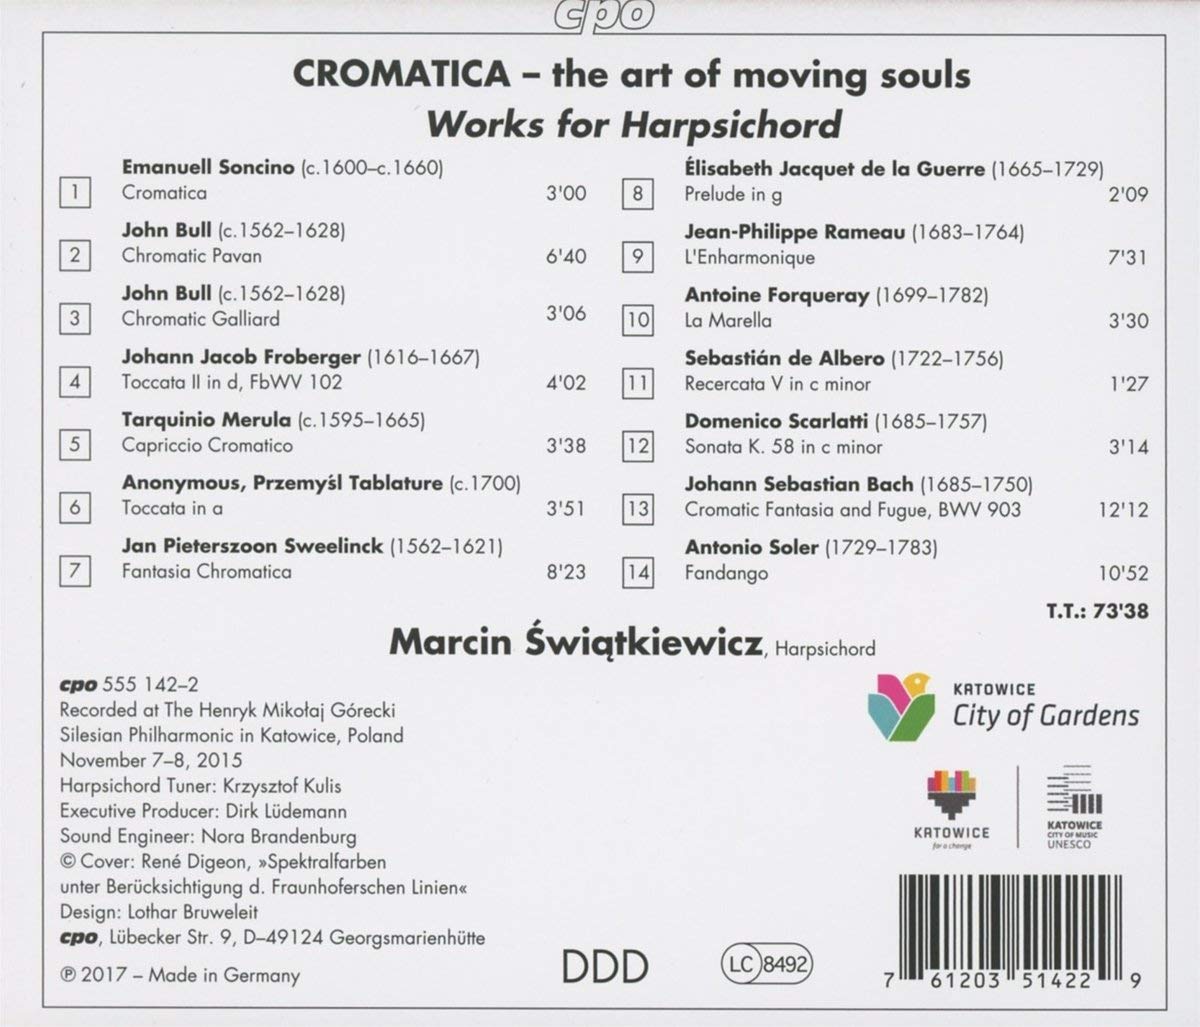 cpo
CROMATICA – the art of moving souls
Works for Harpsichord
Emanuell Soncino (c.1600–c.1660)
1 Cromatica 3'00
John Bull (c.1562–1628)
2 Chromatic Pavan 6'40
John Bull (c.1562–1628)
3 Chromatic Galliard 3'06
Johann Jacob Froberger (1616–1667)
4 Toccata II in d, FbWV 102 4'02
Tarquinio Merula (c.1595–1665)
5 Capriccio Cromatico 3'38
Anonymous, Przemyśl Tablature (c.1700)
6 Toccata in a 3'51
Jan Pieterszoon Sweelinck (1562–1621)
7 Fantasia Chromatica 8'23
Élisabeth Jacquet de la Guerre (1665–1729)
8 Prelude in g 2'09
Jean-Philippe Rameau (1683–1764)
9 L'Enharmonique 7'31
Antoine Forqueray (1699–1782)
10 La Marella 3'30
Sebastián de Albero (1722–1756)
11 Recercata V in c minor 1'27
Domenico Scarlatti (1685–1757)
12 Sonata K. 58 in c minor 3'14
Johann Sebastian Bach (1685–1750)
13 Cromatic Fantasia and Fugue, BWV 903 12'12
Antonio Soler (1729–1783)
14 Fandango 10'52
T.T.: 73'38
Marcin Świątkiewicz, Harpsichord
cpo 555 142–2
Recorded at The Henryk Mikołaj Górecki
Silesian Philharmonic in Katowice, Poland
November 7–8, 2015
Harpsichord Tuner: Krzysztof Kulis
Executive Producer: Dirk Lüdemann
Sound Engineer: Nora Brandenburg
© Cover: René Digeon, »Spektralfarben
unter Berücksichtigung d. Fraunhoferschen Linien«
Design: Lothar Bruweleit
cpo, Lübecker Str. 9, D–49124 Georgsmarienhütte
℗ 2017 – Made in Germany
KATOWICE
City of Gardens
KATOWICE
for a change
KATOWICE
CITY OF MUSIC
UNESCO
DDD
LC 8492
7 61203 51422 9